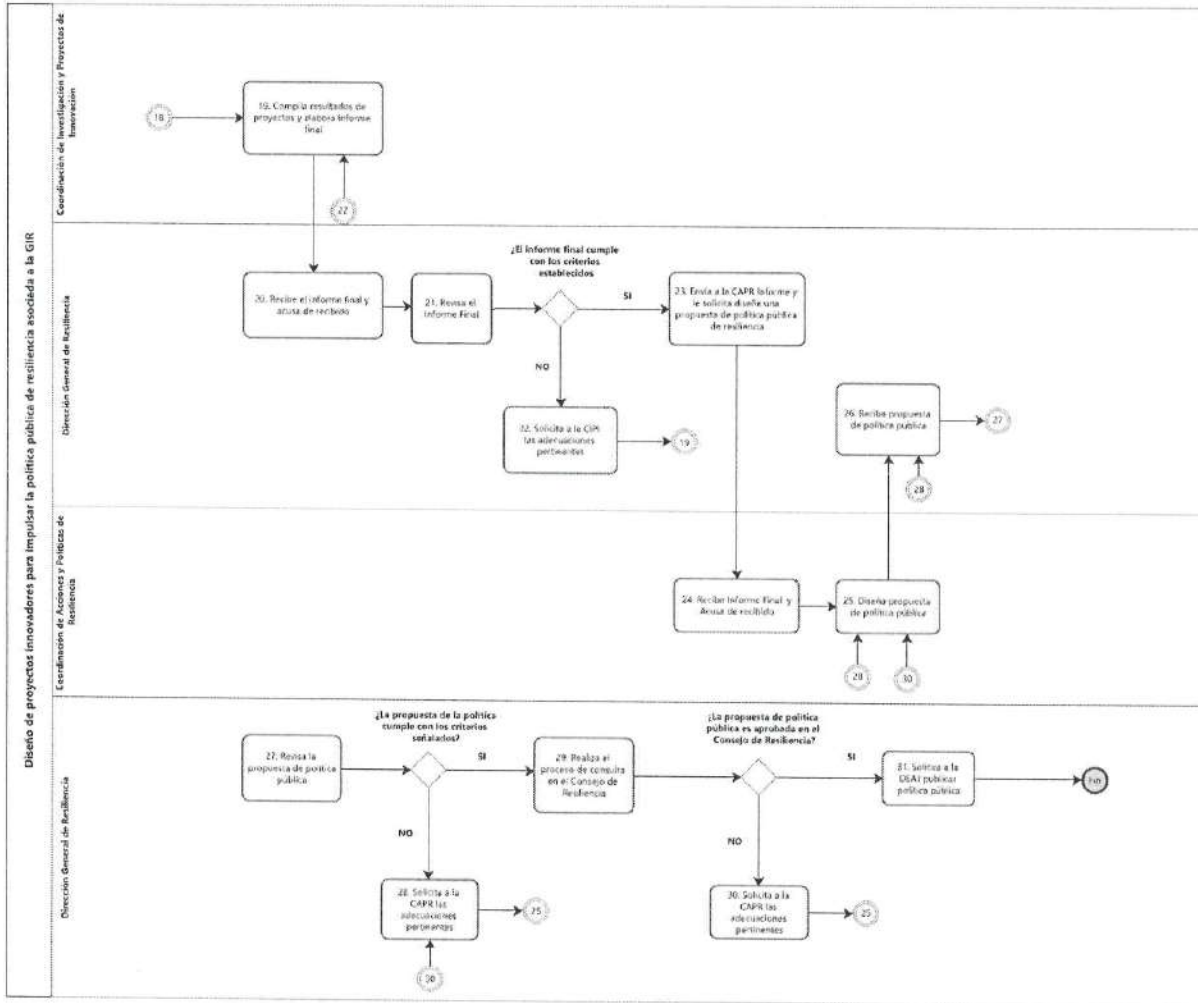 Diseño de proyectos innovadores para impulsar la política pública de resiliencia asociada a la GIR
Coordinación de Investigación y Proyectos de
Innovación
18
19. Compila resultados de
proyectos y elabora informe
final
22
Dirección General de Resiliencia
¿El informe final cumple
con los criterios
establecidos
20. Recibe el informe final y
acusa de recibido
21. Revisa el
Informe Final
SI
23. Envía a la CAPR Informe y
le solicita diseñe una
propuesta de política pública
de resiliencia
NO
22. Solicita a la CIPI
las adecuaciones
pertinentes
19
26. Recibe propuesta
de política pública
27
28
Coordinación de Acciones y Políticas de
Resiliencia
24. Recibe Informe Final y
Acusa de recibido
25. Diseña propuesta
de política pública
28
30
Dirección General de Resiliencia
¿La propuesta de la política
cumple con los criterios
señalados?
¿La propuesta de política
pública es aprobada en el
Consejo de Resiliencia?
27. Revisa la
propuesta de política
pública
SI
29. Realiza el
proceso de consulta
en el Consejo de
Resiliencia
SI
31. Solicita a
la DEAJ publicar
política pública
Fin
NO
NO
28. Solicita a la
CAPR las
adecuaciones
pertinentes
25
30. Solicita a la
CAPR las
adecuaciones
pertinentes
25
30